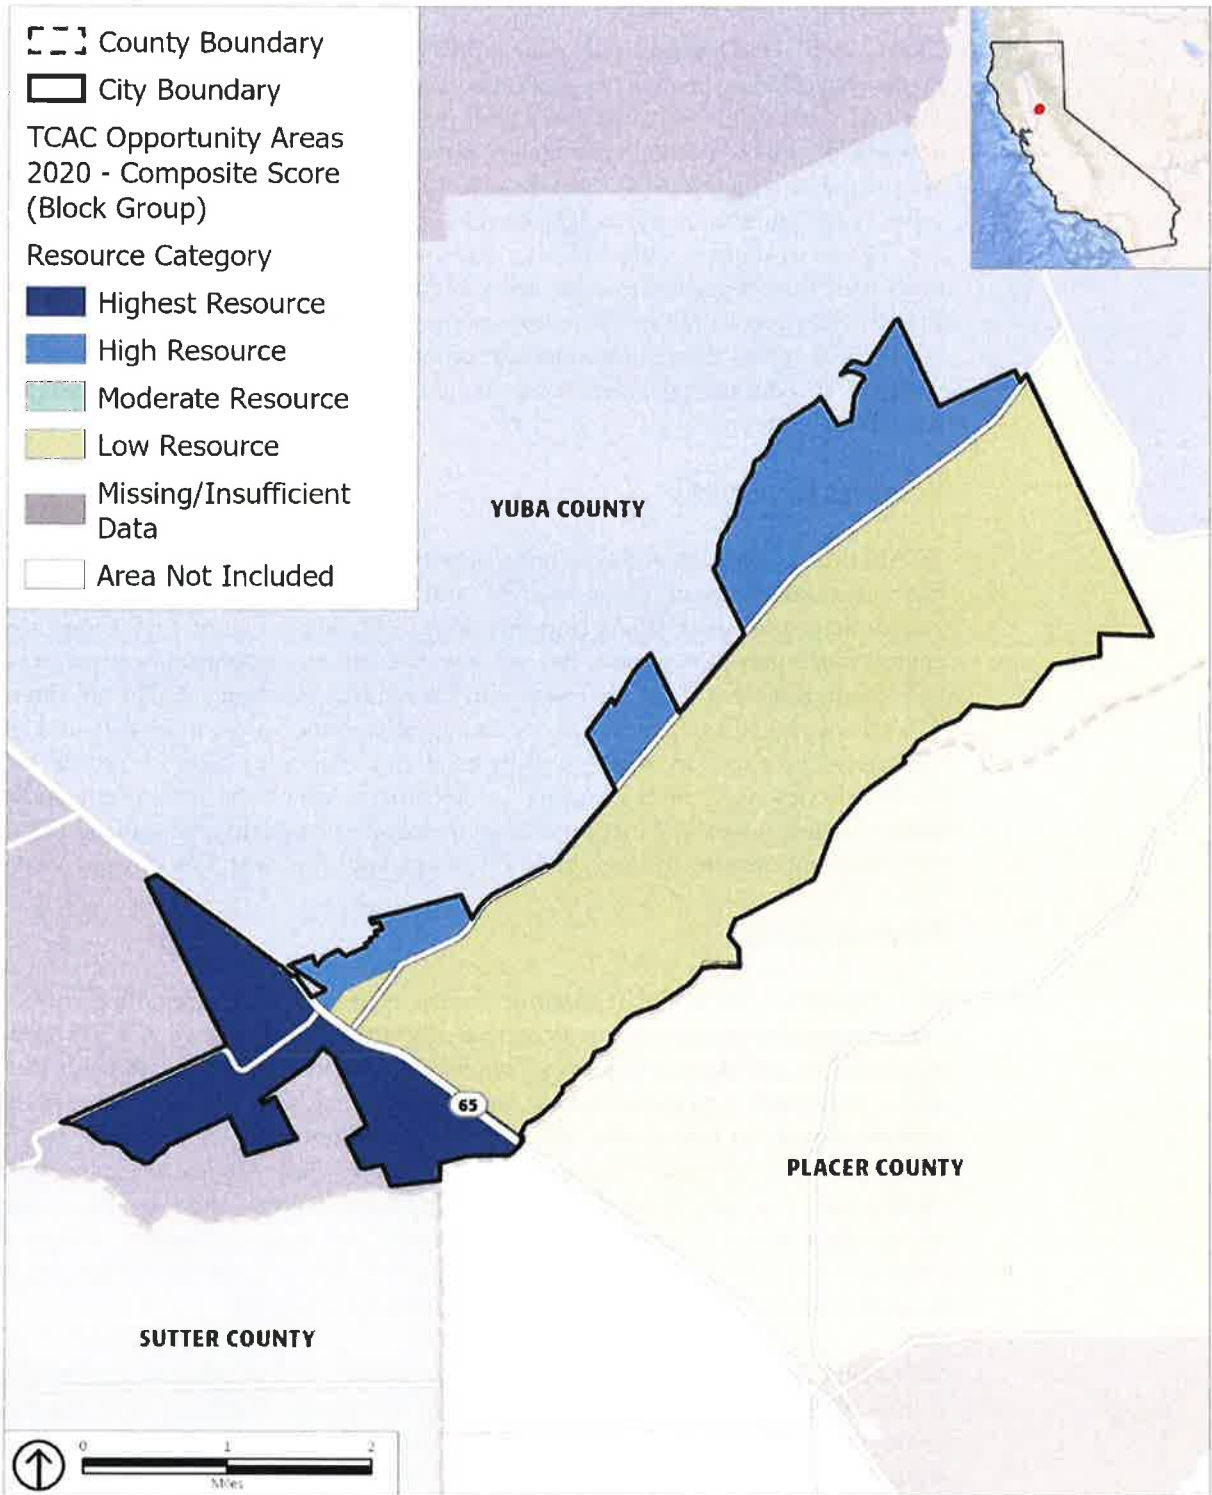 County Boundary
City Boundary
TCAC Opportunity Areas
2020 - Composite Score
(Block Group)
Resource Category
Highest Resource
High Resource
Moderate Resource
Low Resource
Missing/Insufficient
Data
Area Not Included
YUBA COUNTY
65
PLACER COUNTY
SUTTER COUNTY
0 1 2
Miles